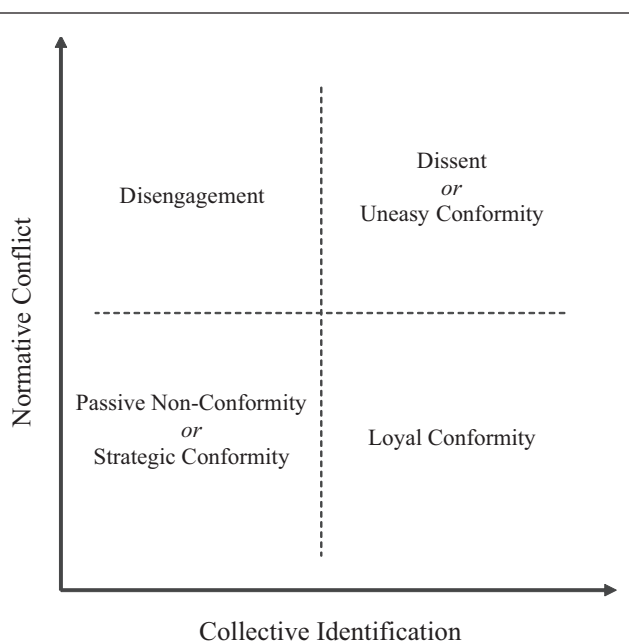 Normative Conflict
Disengagement
Dissent
or
Uneasy Conformity
Passive Non-Conformity
or
Strategic Conformity
Loyal Conformity
Collective Identification